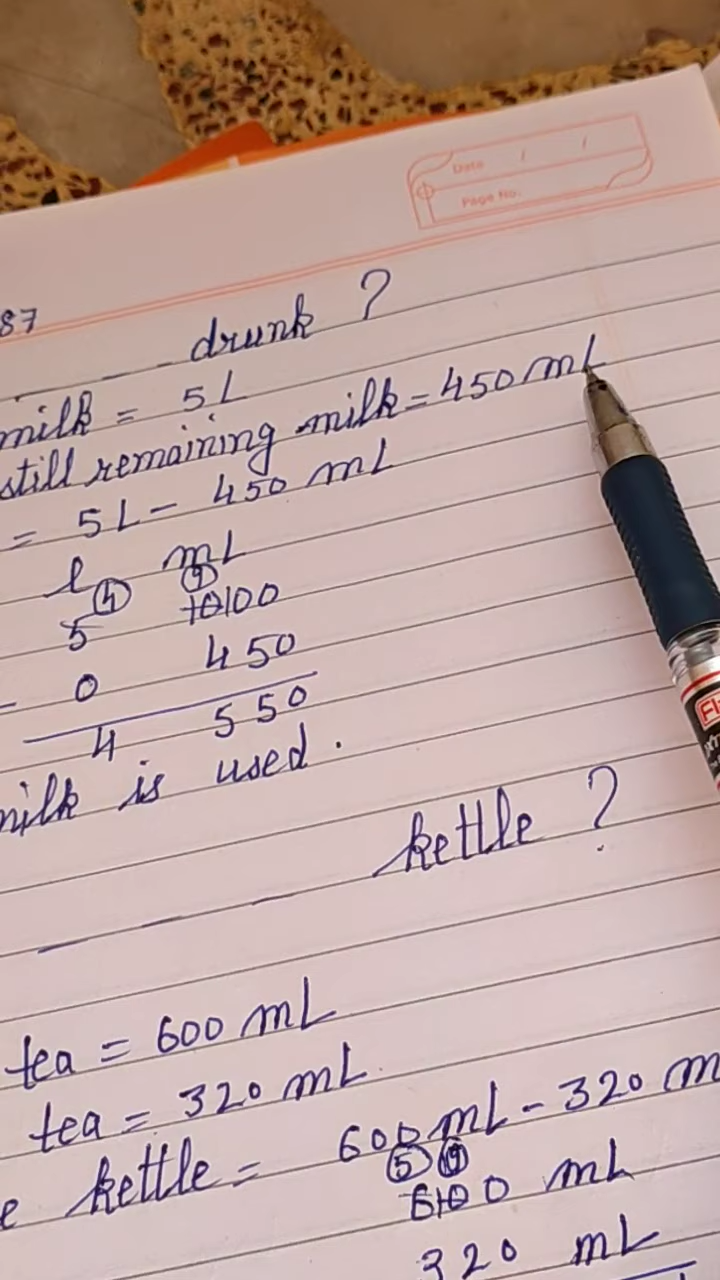 Date / /
Page No.
87
drunk ?
milk = 5L
still remaining milk = 450 mL
= 5L - 450 mL
l mL
4 9
5 10100
- 0 450
4 550
milk is used.
kettle ?
tea = 600 mL
tea = 320 mL
kettle = 600 mL - 320 m
5
600 mL
320 mL